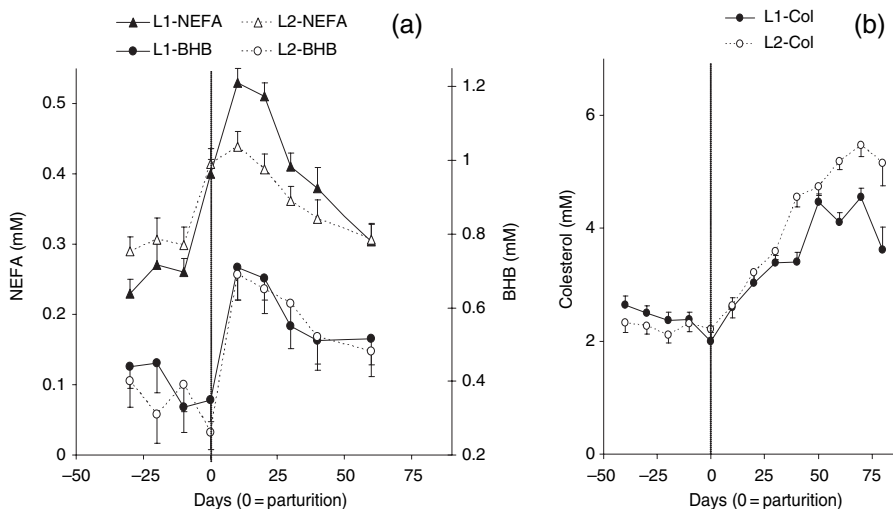 L1-NEFA L2-NEFA
L1-BHB L2-BHB
(a)
0.5
0.4
0.3
0.2
0.1
0
NEFA (mM)
1.2
1
0.8
0.6
0.4
0.2
BHB (mM)
–50 –25 0 25 50 75
Days (0 = parturition)
L1-Col
L2-Col
(b)
6
4
2
0
Colesterol (mM)
–50 –25 0 25 50 75
Days (0 = parturition)